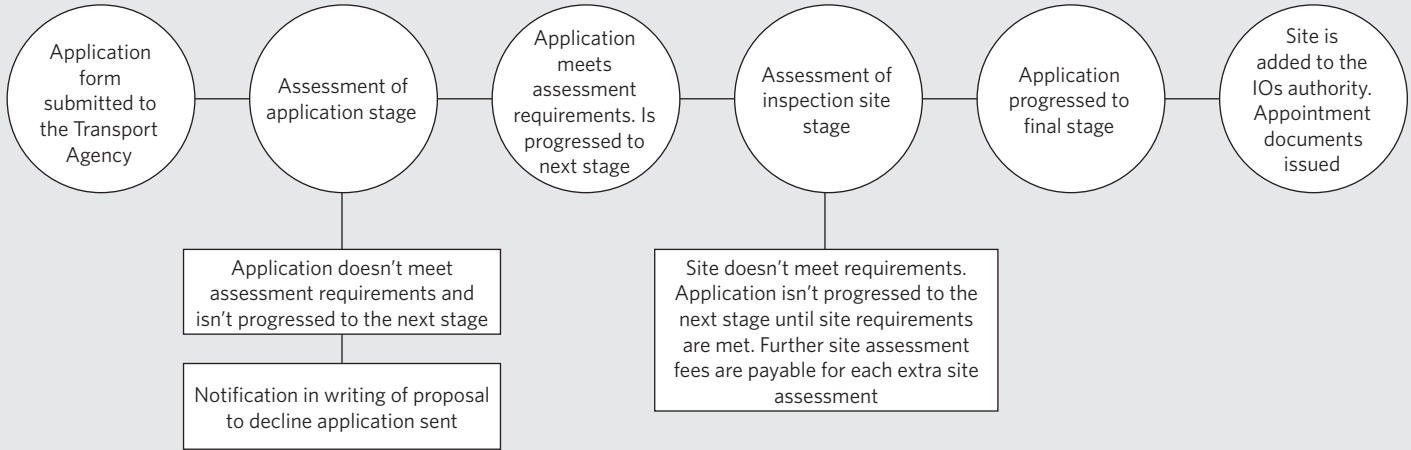 Application
form
submitted to
the Transport
Agency
Assessment of
application stage
Application
meets
assessment
requirements. Is
progressed to
next stage
Assessment of
inspection site
stage
Application
progressed to
final stage
Site is
added to the
IOs authority.
Appointment
documents
issued
Application doesn’t meet
assessment requirements and
isn’t progressed to the next stage
Notification in writing of proposal
to decline application sent
Site doesn’t meet requirements.
Application isn’t progressed to the
next stage until site requirements
are met. Further site assessment
fees are payable for each extra site
assessment